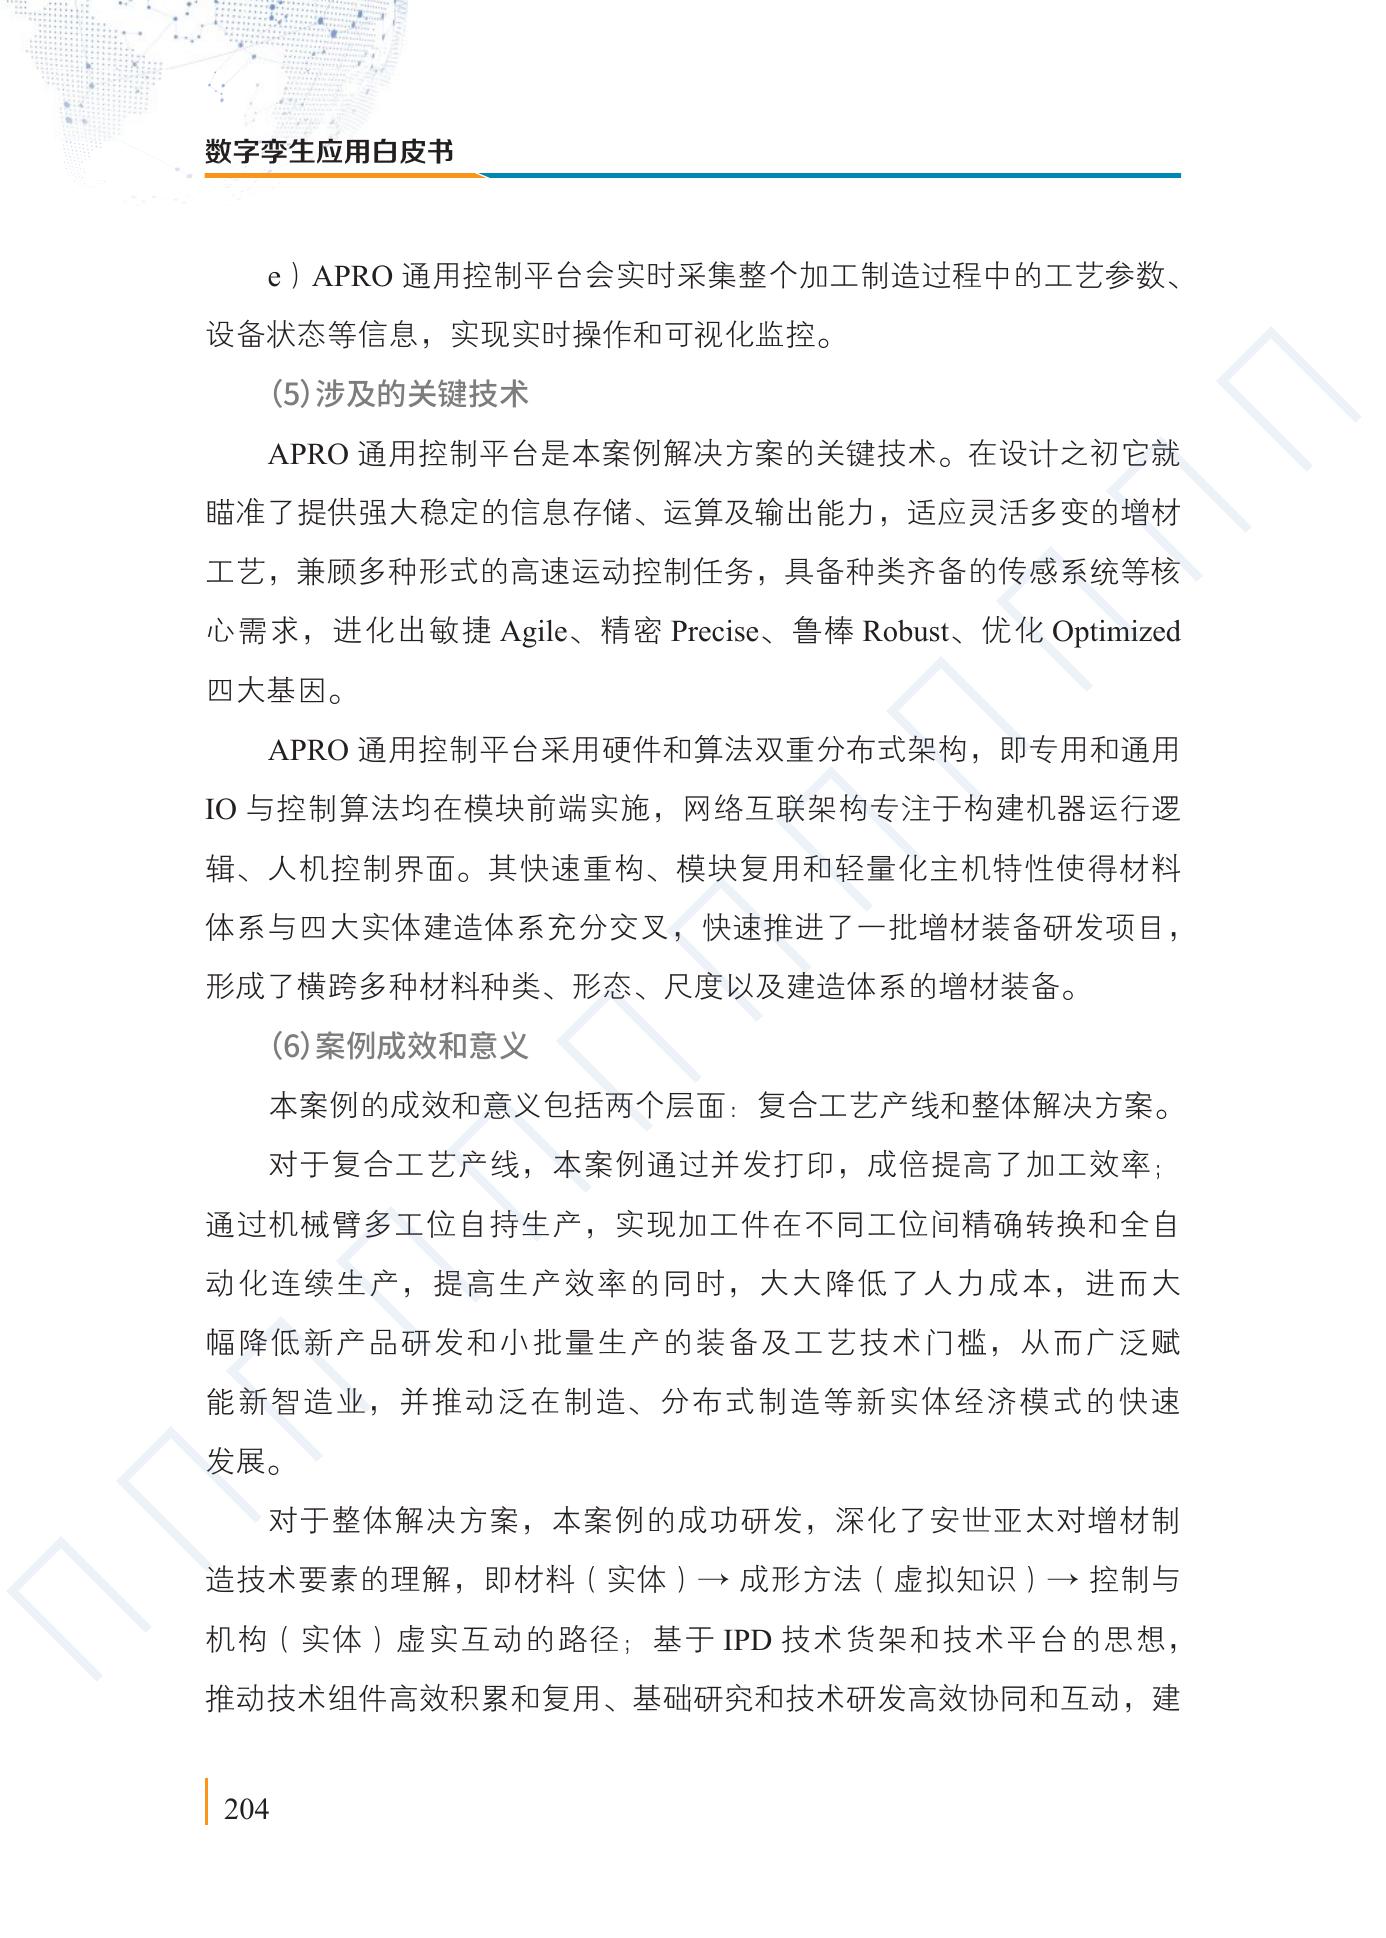 数字孪生应用白皮书
e）APRO 通用控制平台会实时采集整个加工制造过程中的工艺参数、
设备状态等信息，实现实时操作和可视化监控。
(5)涉及的关键技术
APRO 通用控制平台是本案例解决方案的关键技术。在设计之初它就
瞄准了提供强大稳定的信息存储、运算及输出能力，适应灵活多变的增材
工艺，兼顾多种形式的高速运动控制任务，具备种类齐备的传感系统等核
心需求，进化出敏捷 Agile、精密 Precise、鲁棒 Robust、优化 Optimized
四大基因。
APRO 通用控制平台采用硬件和算法双重分布式架构，即专用和通用
IO 与控制算法均在模块前端实施，网络互联架构专注于构建机器运行逻
辑、人机控制界面。其快速重构、模块复用和轻量化主机特性使得材料
体系与四大实体建造体系充分交叉，快速推进了一批增材装备研发项目，
形成了横跨多种材料种类、形态、尺度以及建造体系的增材装备。
(6)案例成效和意义
本案例的成效和意义包括两个层面：复合工艺产线和整体解决方案。
对于复合工艺产线，本案例通过并发打印，成倍提高了加工效率；
通过机械臂多工位自持生产，实现加工件在不同工位间精确转换和全自
动化连续生产，提高生产效率的同时，大大降低了人力成本，进而大
幅降低新产品研发和小批量生产的装备及工艺技术门槛，从而广泛赋
能新智造业，并推动泛在制造、分布式制造等新实体经济模式的快速
发展。
对于整体解决方案，本案例的成功研发，深化了安世亚太对增材制
造技术要素的理解，即材料（实体）→ 成形方法（虚拟知识）→ 控制与
机构（实体）虚实互动的路径；基于 IPD 技术货架和技术平台的思想，
推动技术组件高效积累和复用、基础研究和技术研发高效协同和互动，建
204